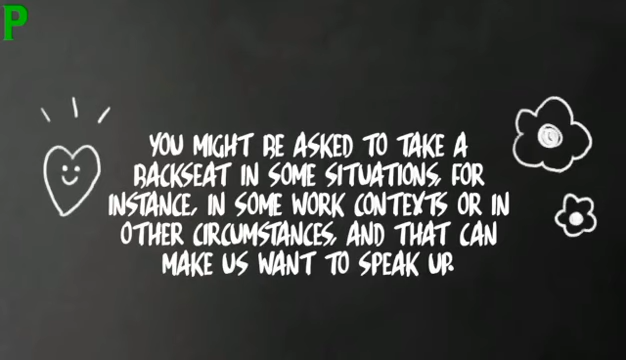 P
YOU MIGHT BE ASKED TO TAKE A
BACKSEAT IN SOME SITUATIONS, FOR
INSTANCE, IN SOME WORK CONTEXTS OR IN
OTHER CIRCUMSTANCES, AND THAT CAN
MAKE US WANT TO SPEAK UP.